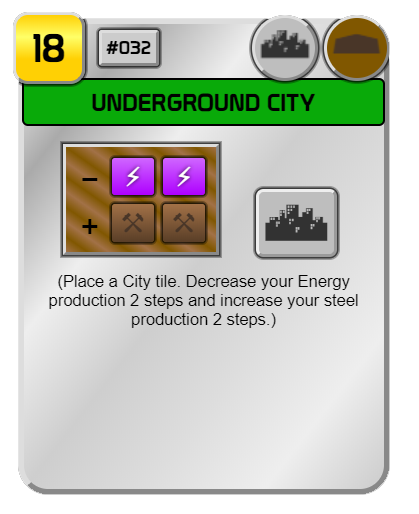 18
#032
UNDERGROUND CITY
−
+
(Place a City tile. Decrease your Energy
production 2 steps and increase your steel
production 2 steps.)